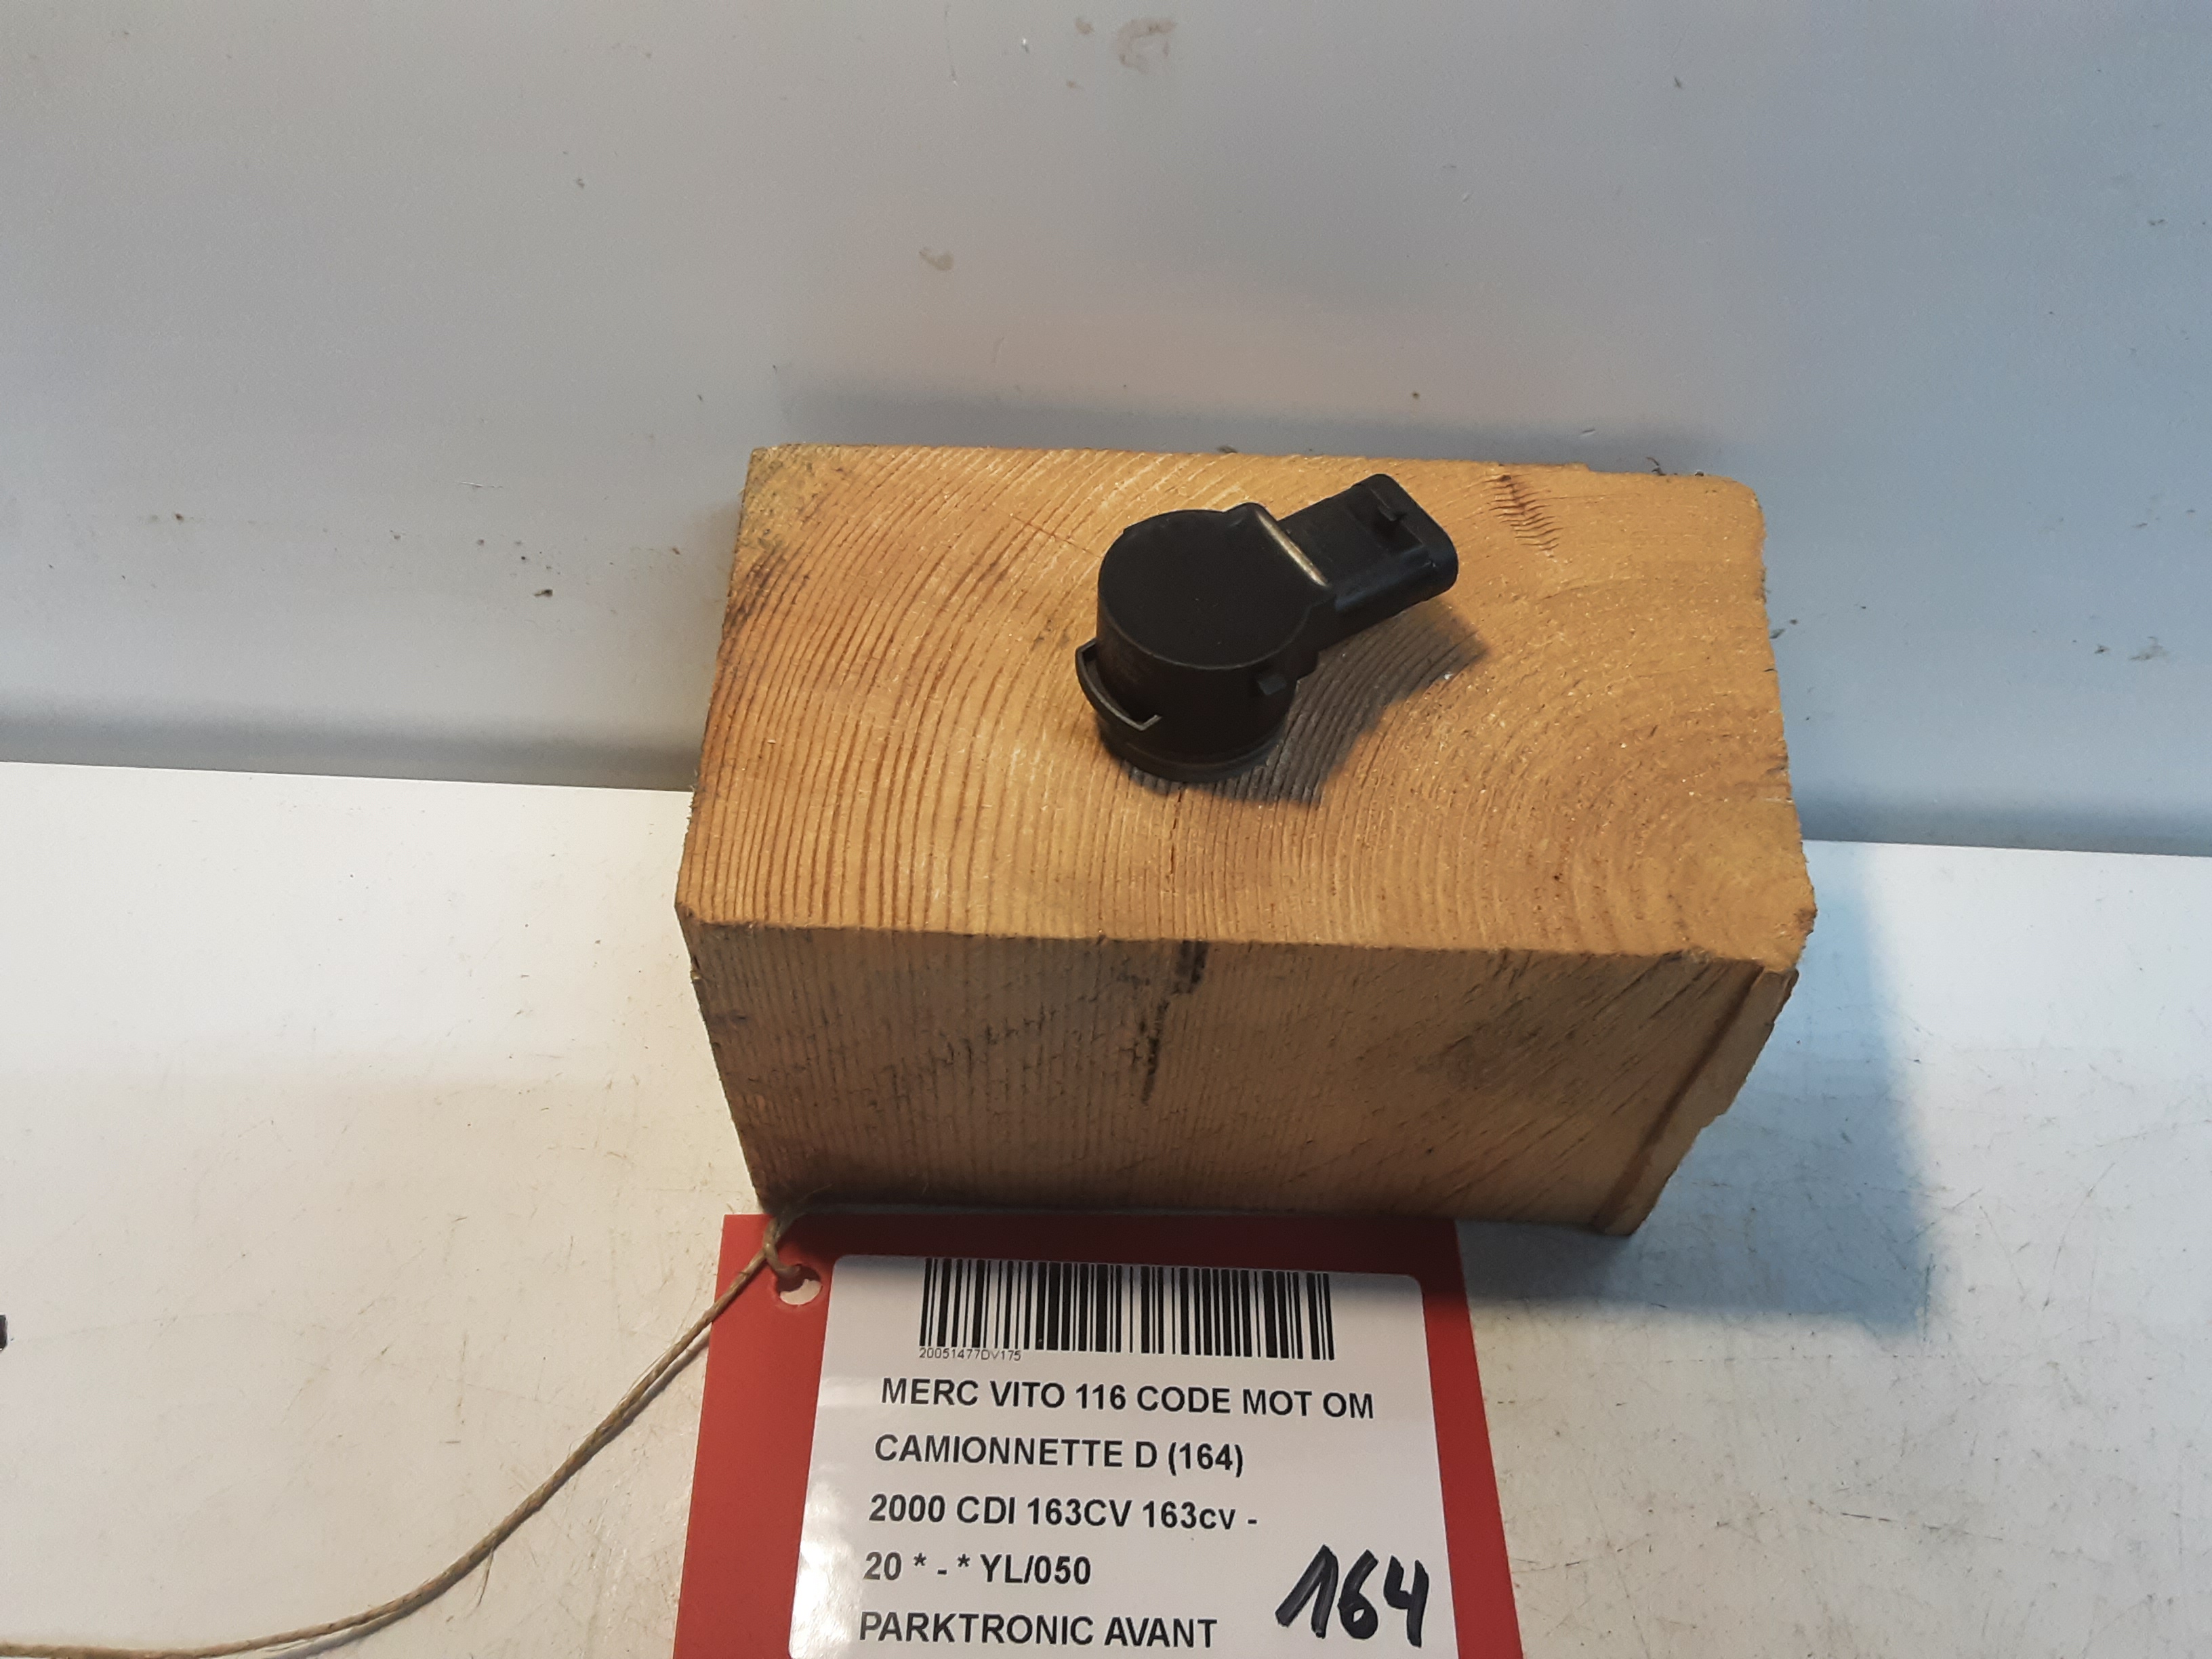 20051477DV175
MERC VITO 116 CODE MOT OM
CAMIONNETTE D (164)
2000 CDI 163CV 163cv -
20 * - * YL/050
PARKTRONIC AVANT
164